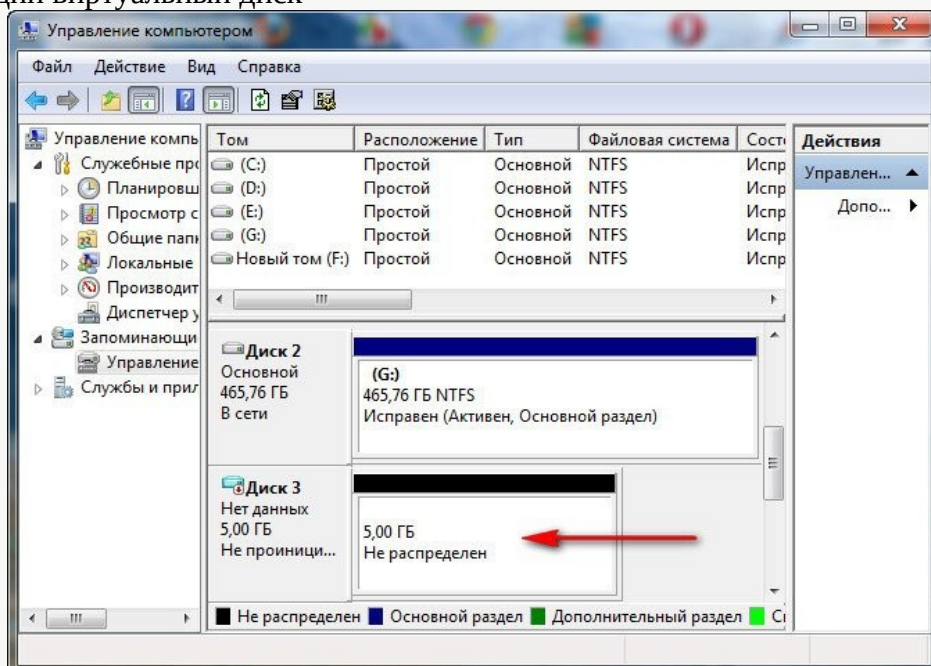 виртуальный диск
Управление компьютером
Файл Действие Вид Справка
Управление компь
Служебные про
Планировщ
Просмотр с
Общие папк
Локальные
Производит
Диспетчер у
Запоминающи
Управление
Службы и прил
Том Расположение Тип Файловая система Состо
(C:) Простой Основной NTFS Испр
(D:) Простой Основной NTFS Испр
(E:) Простой Основной NTFS Испр
(G:) Простой Основной NTFS Испр
Новый том (F:) Простой Основной NTFS Испр
Диск 2
Основной
465,76 ГБ
В сети
(G:)
465,76 ГБ NTFS
Исправен (Активен, Основной раздел)
Диск 3
Нет данных
5,00 ГБ
Не проиници...
5,00 ГБ
Не распределен
Не распределен Основной раздел Дополнительный раздел
Действия
Управлен...
Допо...